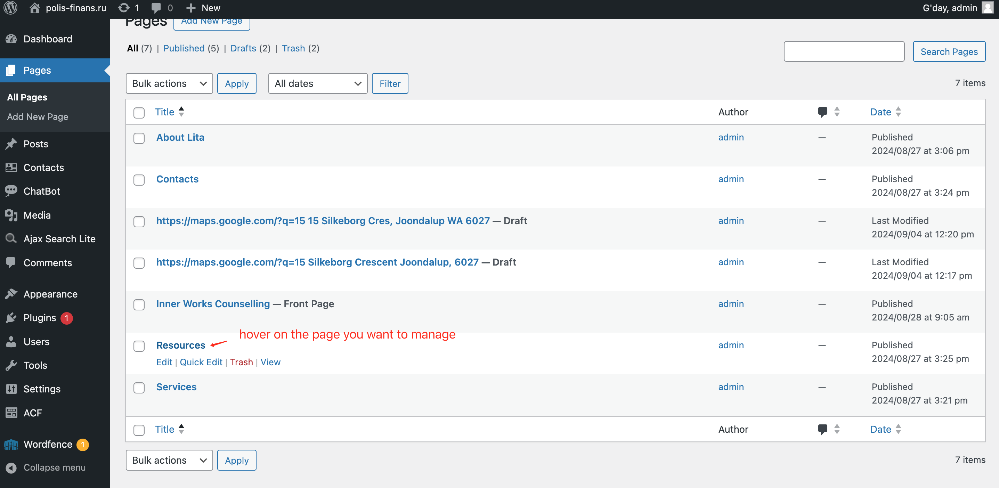 polis-finans.ru 1 0 New G'day, admin
Pages Add New Page
Dashboard
Pages
All Pages
Add New Page
Posts
Contacts
ChatBot
Media
Ajax Search Lite
Comments
Appearance
Plugins 1
Users
Tools
Settings
ACF
Wordfence 1
Collapse menu
All (7) | Published (5) | Drafts (2) | Trash (2)
Search Pages
Bulk actions Apply All dates Filter 7 items
Title Author Date
About Lita admin — Published
2024/08/27 at 3:06 pm
Contacts admin — Published
2024/08/27 at 3:24 pm
https://maps.google.com/?q=15 15 Silkeborg Cres, Joondalup WA 6027 — Draft admin — Last Modified
2024/09/04 at 12:20 pm
https://maps.google.com/?q=15 Silkeborg Crescent Joondalup, 6027 — Draft admin — Last Modified
2024/09/04 at 12:17 pm
Inner Works Counselling — Front Page admin — Published
2024/08/28 at 9:05 am
hover on the page you want to manage
Resources admin — Published
2024/08/27 at 3:25 pm
Edit | Quick Edit | Trash | View
Services admin — Published
2024/08/27 at 3:21 pm
Title Author Date
Bulk actions Apply 7 items